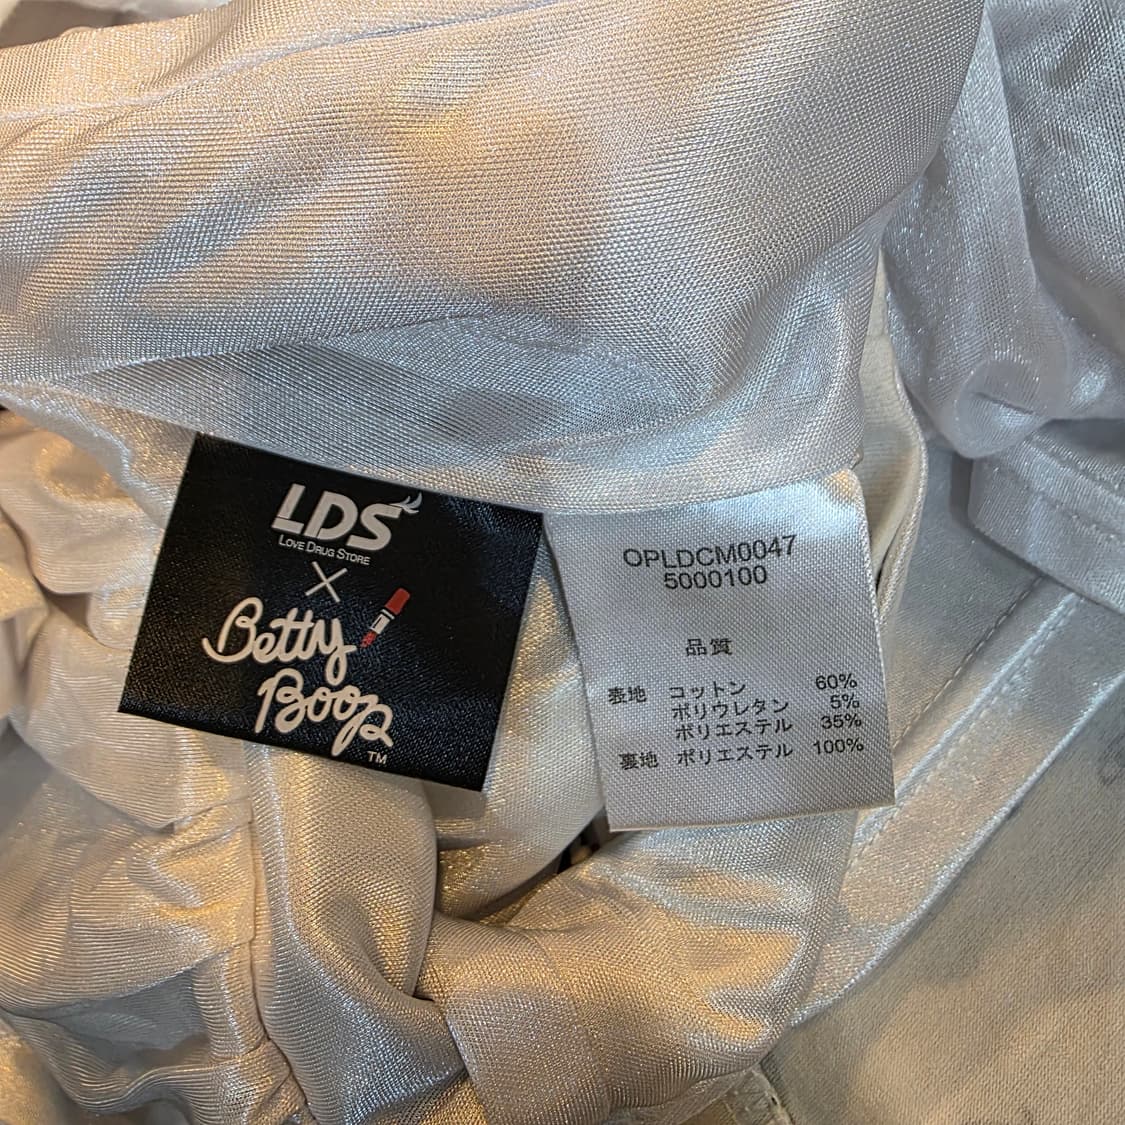 LDS
LOVE DRUG STORE
×
Betty
Boop
TM
OPLDCM0047
5000100
品質
表地 コットン 60%
ポリウレタン 5%
ポリエステル 35%
裏地 ポリエステル 100%